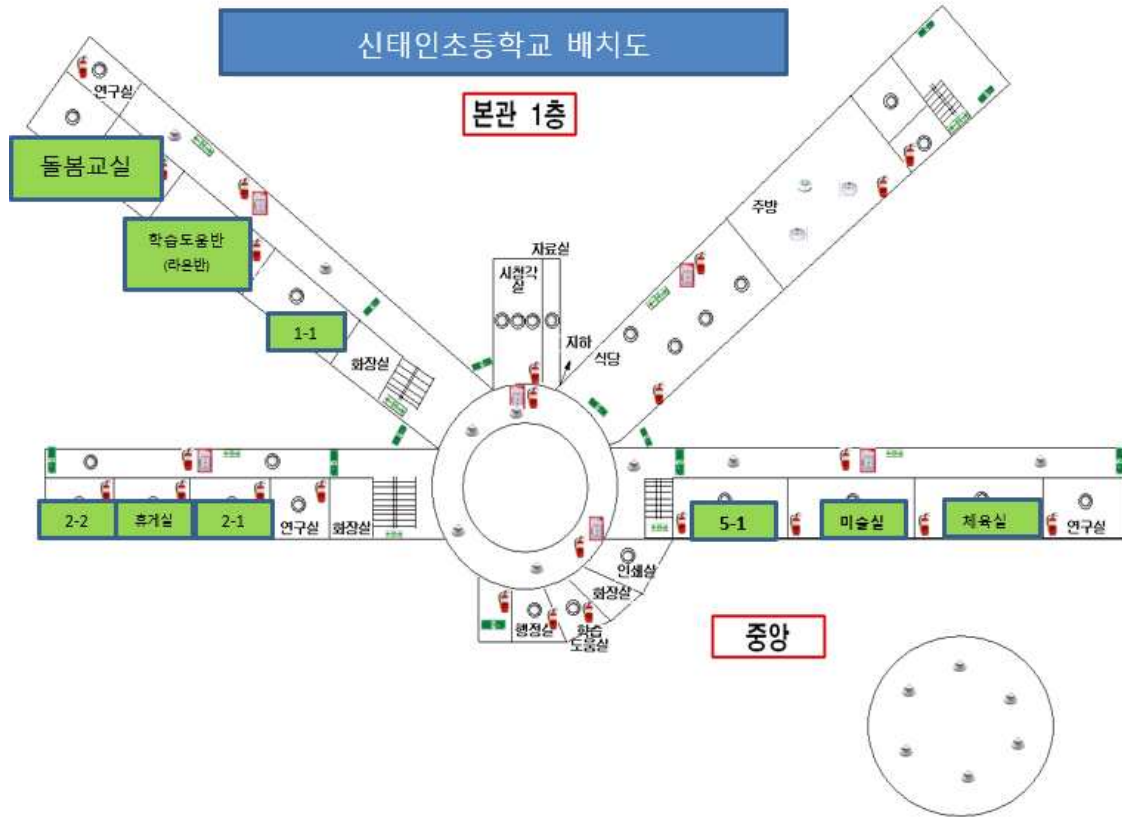 신태인초등학교 배치도
본관 1층
연구실
돌봄교실
학습도움반
(라온반)
1-1
화장실
시청각
실
자료실
지하
식당
주방
2-2
휴게실
2-1
연구실
화장실
5-1
미술실
체육실
연구실
인쇄실
화장실
학습
도움실
행정실
중앙